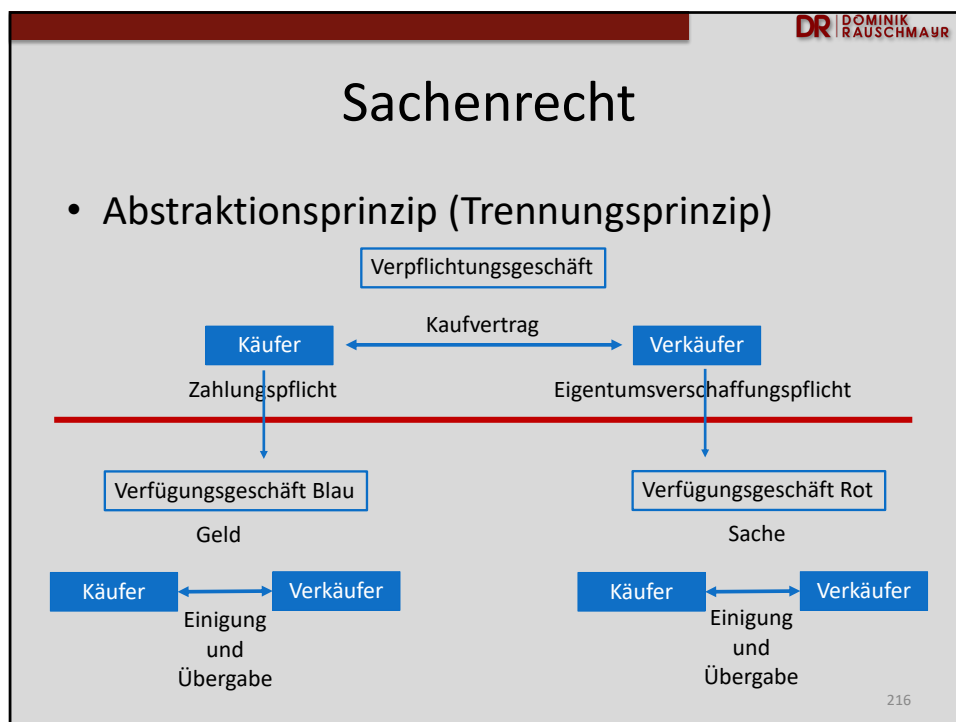 DR DOMINIK
RAUSCHMAYR
Sachenrecht
• Abstraktionsprinzip (Trennungsprinzip)
Verpflichtungsgeschäft
Kaufvertrag
Käufer
Verkäufer
Zahlungspflicht
Eigentumsverschaffungspflicht
Verfügungsgeschäft Blau
Verfügungsgeschäft Rot
Geld
Sache
Käufer
Verkäufer
Käufer
Verkäufer
Einigung
und
Übergabe
Einigung
und
Übergabe
216